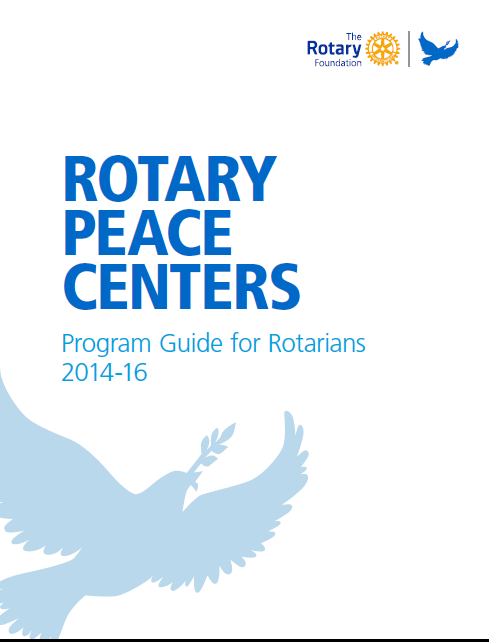 The
Rotary
Foundation
ROTARY
PEACE
CENTERS
Program Guide for Rotarians
2014-16